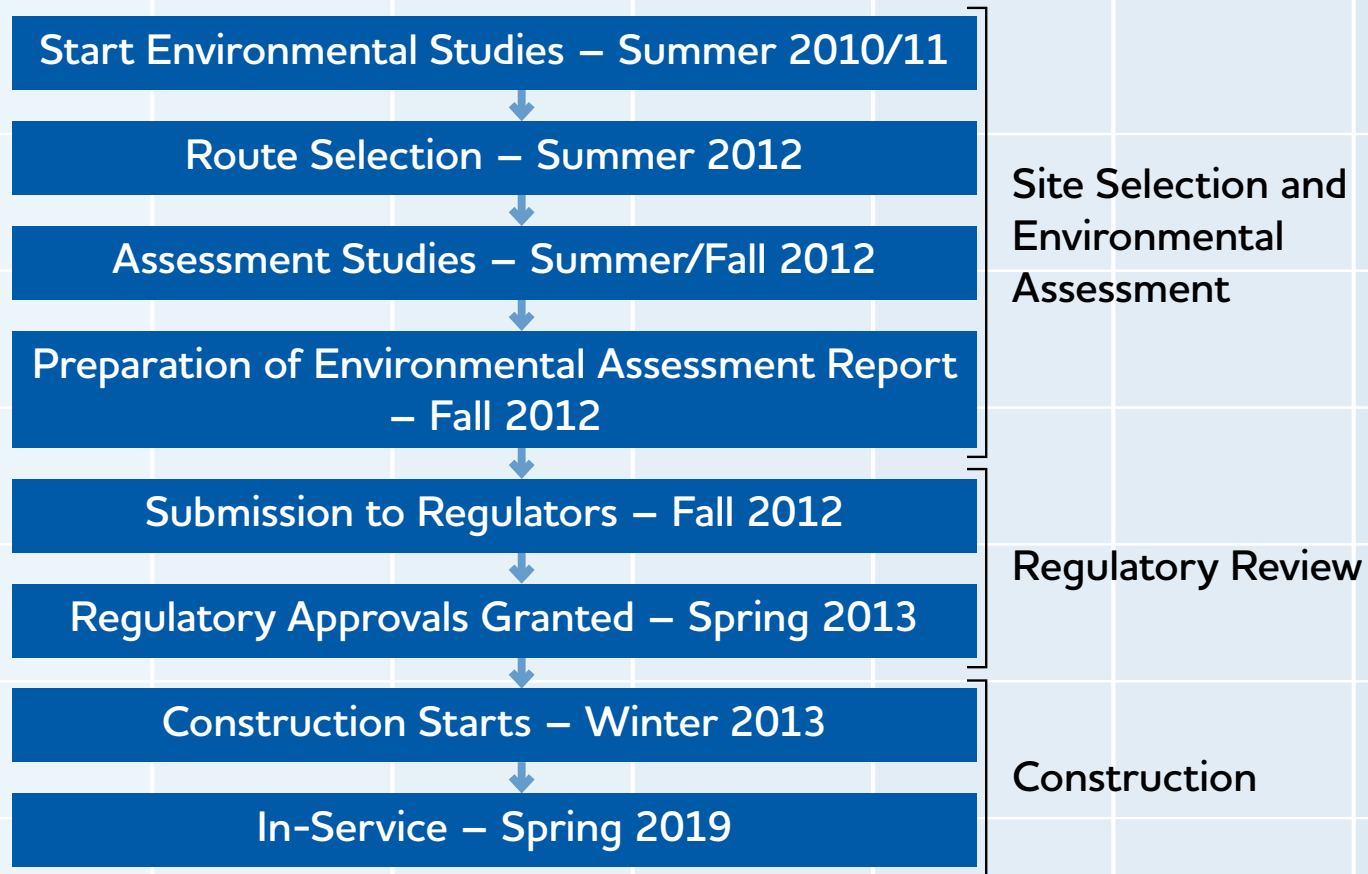 Start Environmental Studies – Summer 2010/11
Route Selection – Summer 2012
Assessment Studies – Summer/Fall 2012
Preparation of Environmental Assessment Report
– Fall 2012
Site Selection and
Environmental
Assessment
Submission to Regulators – Fall 2012
Regulatory Approvals Granted – Spring 2013
Regulatory Review
Construction Starts – Winter 2013
In-Service – Spring 2019
Construction